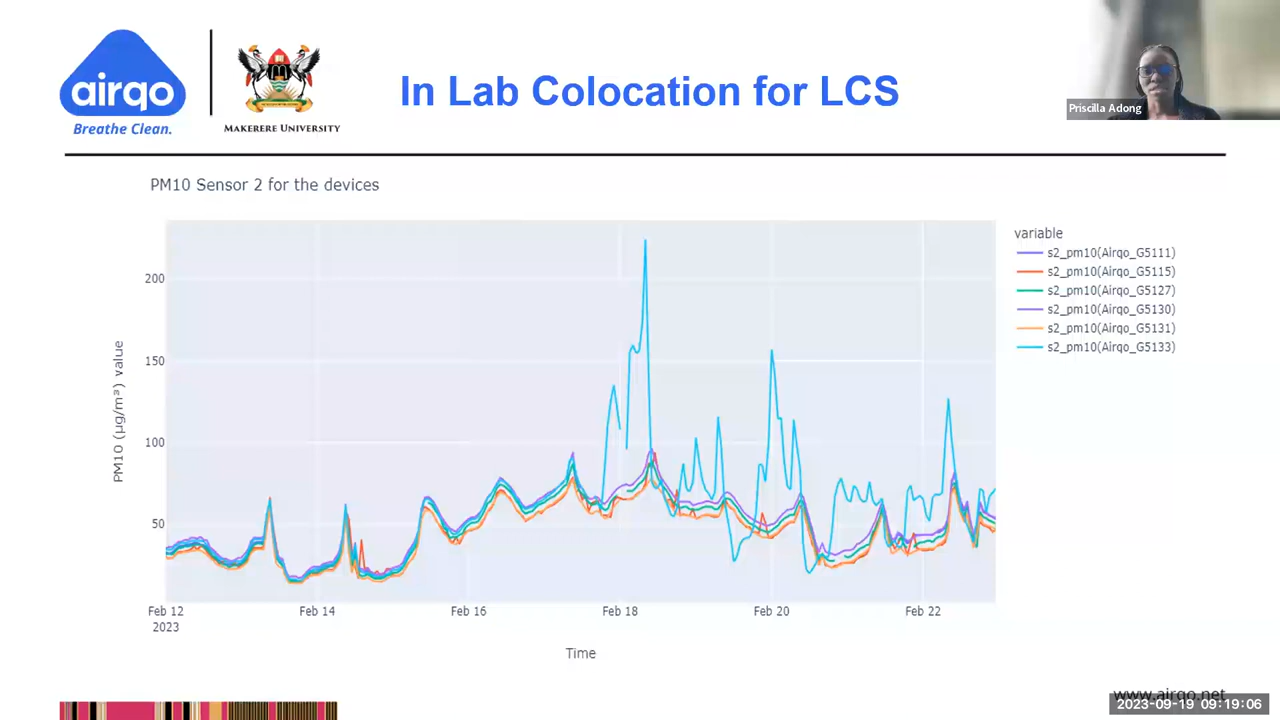 airqo
Breathe Clean.
MAKERERE UNIVERSITY
In Lab Colocation for LCS
Priscilla Adong
PM10 Sensor 2 for the devices
variable
s2_pm10(Airqo_G5111)
s2_pm10(Airqo_G5115)
s2_pm10(Airqo_G5127)
s2_pm10(Airqo_G5130)
s2_pm10(Airqo_G5131)
s2_pm10(Airqo_G5133)
PM10 (µg/m³) value
200
150
100
50
Feb 12
2023
Feb 14
Feb 16
Feb 18
Feb 20
Feb 22
Time
www.airqo.net
2023-09-19 09:19:06